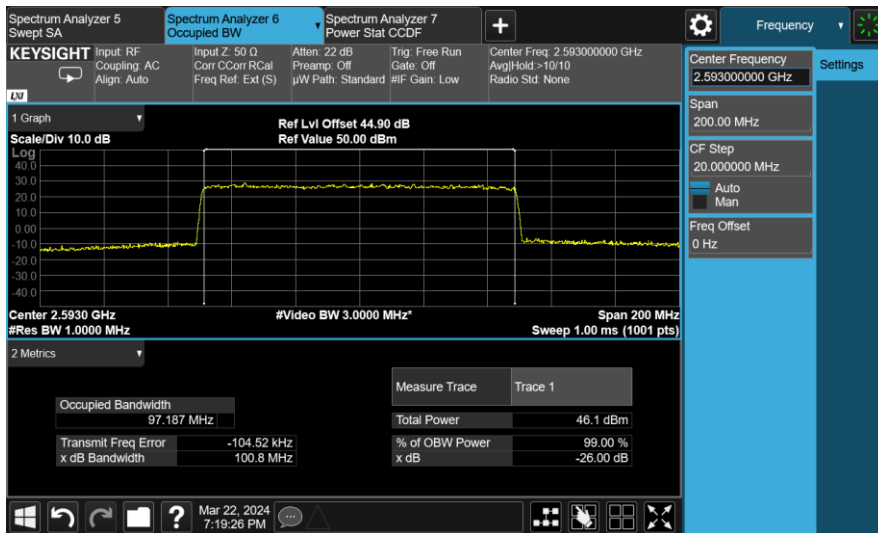 Spectrum Analyzer 5
Swept SA
Spectrum Analyzer 6
Occupied BW
Spectrum Analyzer 7
Power Stat CCDF
Frequency
KEYSIGHT
LXI
Input: RF
Coupling: AC
Align: Auto
Input Z: 50 Ω
Corr CCorr RCal
Freq Ref: Ext (S)
Atten: 22 dB
Preamp: Off
µW Path: Standard
Trig: Free Run
Gate: Off
#IF Gain: Low
Center Freq: 2.593000000 GHz
Avg|Hold:>10/10
Radio Std: None
Center Frequency
2.593000000 GHz
Settings
Span
200.00 MHz
CF Step
20.000000 MHz
Auto
Man
Freq Offset
0 Hz
1 Graph
Scale/Div 10.0 dB
Ref Lvl Offset 44.90 dB
Ref Value 50.00 dBm
Log
40.0
30.0
20.0
10.0
0.00
-10.0
-20.0
-30.0
-40.0
Center 2.5930 GHz
#Res BW 1.0000 MHz
#Video BW 3.0000 MHz*
Span 200 MHz
Sweep 1.00 ms (1001 pts)
2 Metrics
Measure Trace
Trace 1
Occupied Bandwidth
97.187 MHz
Total Power
46.1 dBm
Transmit Freq Error
-104.52 kHz
% of OBW Power
99.00 %
x dB Bandwidth
100.8 MHz
x dB
-26.00 dB
?
Mar 22, 2024
7:19:26 PM